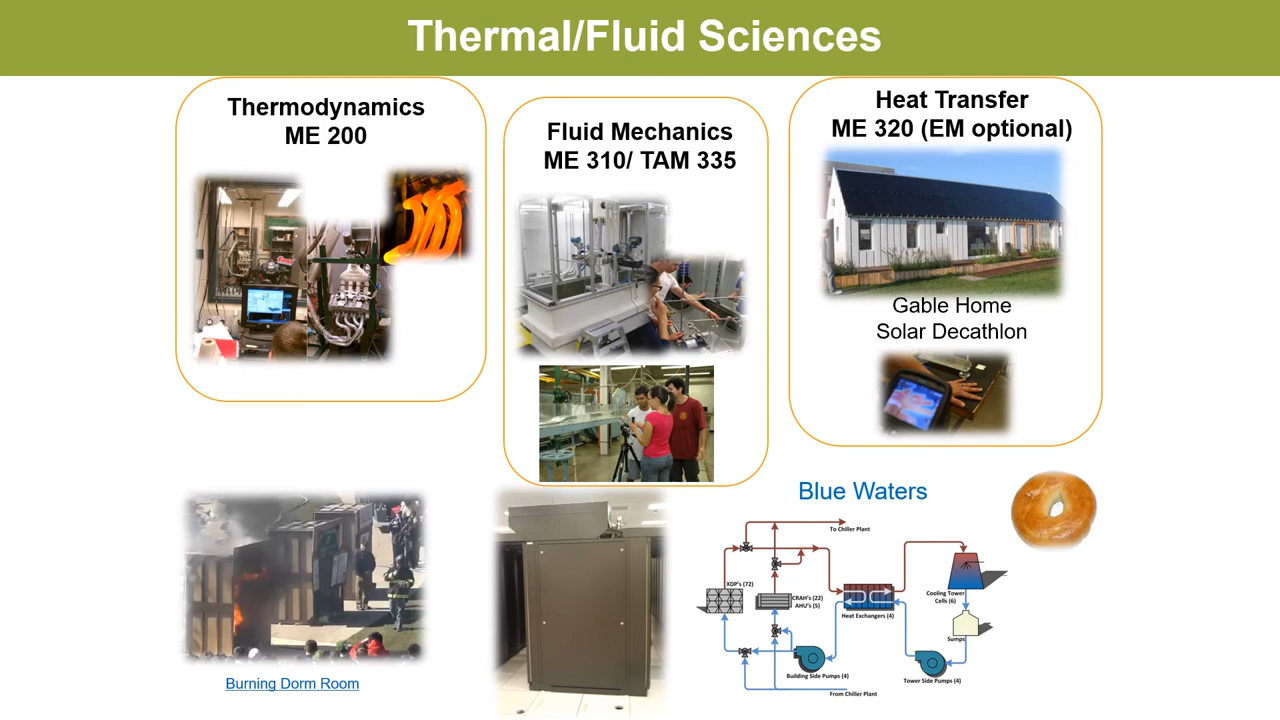 Thermal/Fluid Sciences
Thermodynamics
ME 200
Fluid Mechanics
ME 310/ TAM 335
Heat Transfer
ME 320 (EM optional)
Gable Home
Solar Decathlon
Burning Dorm Room
Blue Waters
To Chiller Plant
XDP's (72)
CRAH's (22)
AHU's (5)
Heat Exchangers (4)
Cooling Tower
Cells (6)
Sumps
Building Side Pumps (4)
Tower Side Pumps (4)
From Chiller Plant